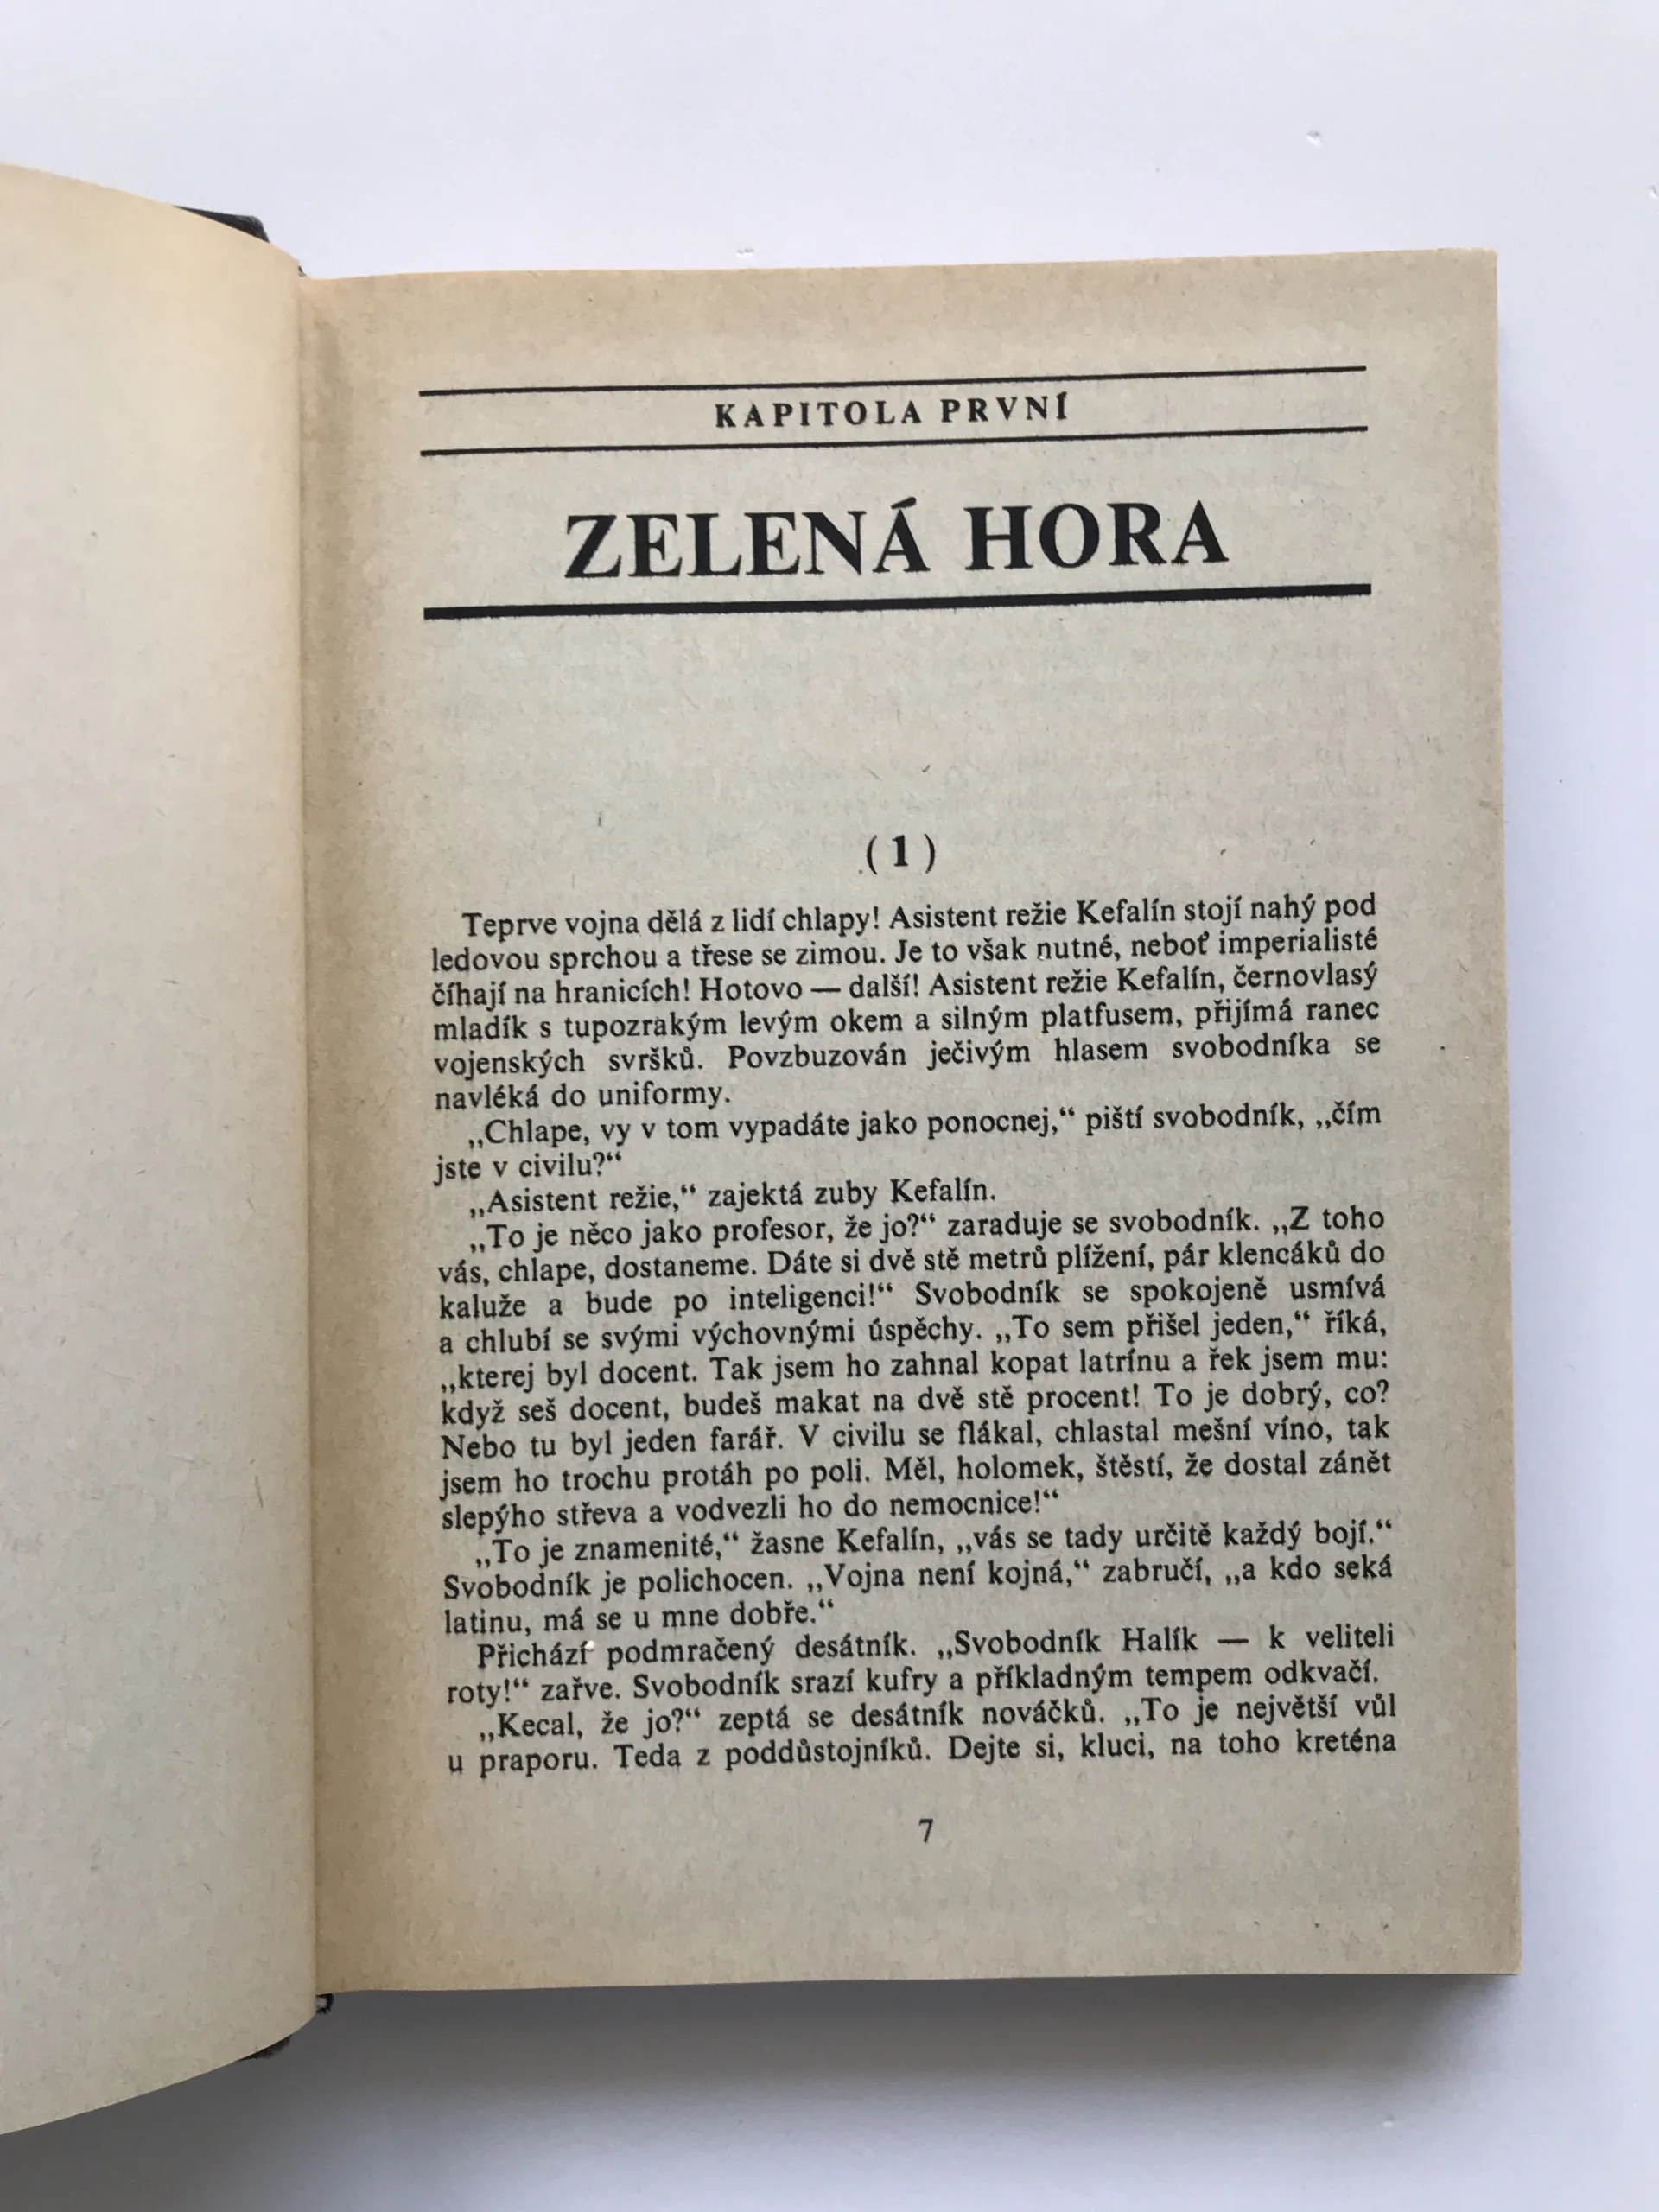 KAPITOLA PRVNÍ
ZELENÁ HORA
(1)
Teprve vojna dělá z lidí chlapy! Asistent režie Kefalín stojí nahý pod
ledovou sprchou a třese se zimou. Je to však nutné, neboť imperialisté
číhají na hranicích! Hotovo — další! Asistent režie Kefalín, černovlasý
mladík s tupozrakým levým okem a silným platfusem, přijímá ranec
vojenských svršků. Povzbuzován ječivým hlasem svobodníka se
navléká do uniformy.
„Chlape, vy v tom vypadáte jako ponocnej,“ piští svobodník, „čím
jste v civilu?“
„Asistent režie,“ zajektá zuby Kefalín.
„To je něco jako profesor, že jo?“ zaraduje se svobodník. „Z toho
vás, chlape, dostaneme. Dáte si dvě stě metrů plížení, pár klencáků do
kaluže a bude po inteligenci!“ Svobodník se spokojeně usmívá
a chlubí se svými výchovnými úspěchy. „To sem přišel jeden,“ říká,
„kterej byl docent. Tak jsem ho zahnal kopat latrínu a řek jsem mu:
když seš docent, budeš makat na dvě stě procent! To je dobrý, co?
Nebo tu byl jeden farář. V civilu se flákal, chlastal mešní víno, tak
jsem ho trochu protáh po poli. Měl, holomek, štěstí, že dostal zánět
slepýho střeva a vodvezli ho do nemocnice!“
„To je znamenité,“ žasne Kefalín, „vás se tady určitě každý bojí.“
Svobodník je polichocen. „Vojna není kojná,“ zabručí, „a kdo seká
latinu, má se u mne dobře.“
Přichází podmračený desátník. „Svobodník Halík — k veliteli
roty!“ zařve. Svobodník srazí kufry a příkladným tempem odkvačí.
„Kecal, že jo?“ zeptá se desátník nováčků. „To je největší vůl
u praporu. Teda z poddůstojníků. Dejte si, kluci, na toho kreténa
7